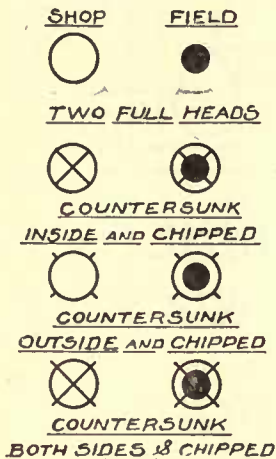 SHOP FIELD
TWO FULL HEADS
COUNTERSUNK
INSIDE AND CHIPPED
COUNTERSUNK
OUTSIDE AND CHIPPED
COUNTERSUNK
BOTH SIDES & CHIPPED